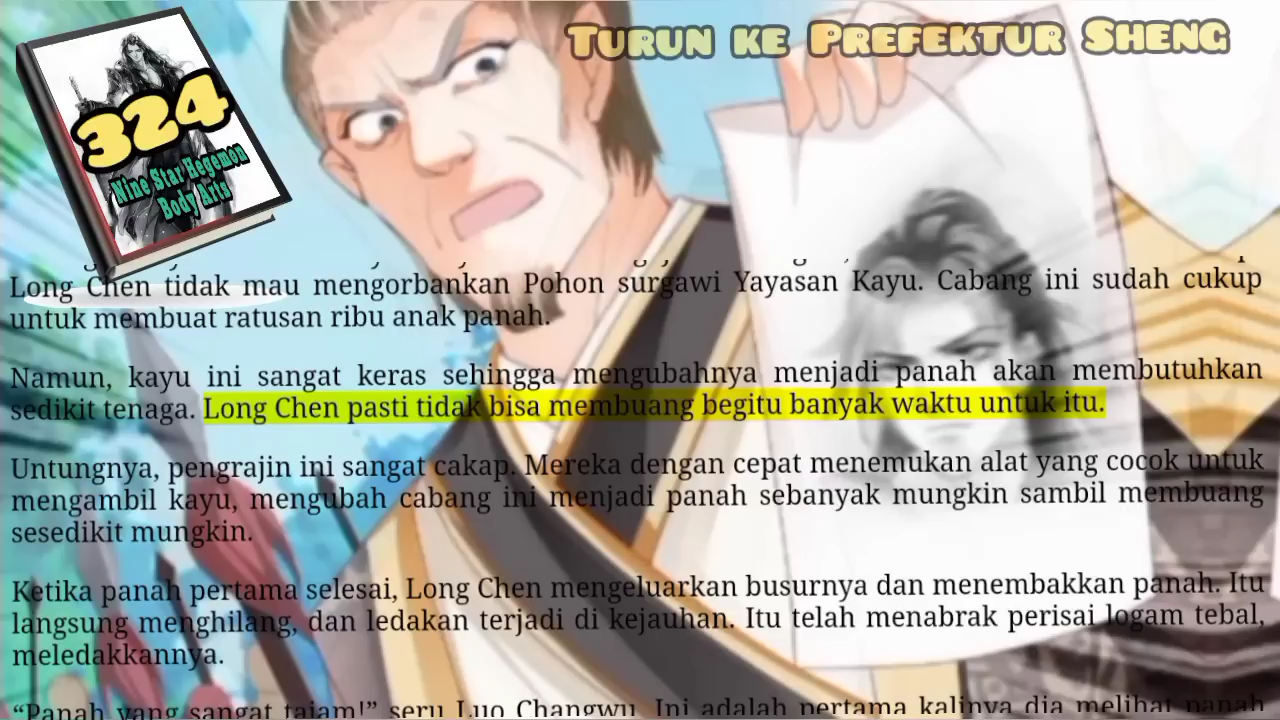 Turun ke Prefektur Sheng
324
Nine Star Hegemon
Body Arts
Long Chen tidak mau mengorbankan Pohon surgawi Yayasan Kayu. Cabang ini sudah cukup
untuk membuat ratusan ribu anak panah.
Namun, kayu ini sangat keras sehingga mengubahnya menjadi panah akan membutuhkan
sedikit tenaga. Long Chen pasti tidak bisa membuang begitu banyak waktu untuk itu.
Untungnya, pengrajin ini sangat cakap. Mereka dengan cepat menemukan alat yang cocok untuk
mengambil kayu, mengubah cabang ini menjadi panah sebanyak mungkin sambil membuang
sesedikit mungkin.
Ketika panah pertama selesai, Long Chen mengeluarkan busurnya dan menembakkan panah. Itu
langsung menghilang, dan ledakan terjadi di kejauhan. Itu telah menabrak perisai logam tebal,
meledakkannya.
“Panah yang sangat tajam!” seru Luo Changwu. Ini adalah pertama kalinya dia melihat panah